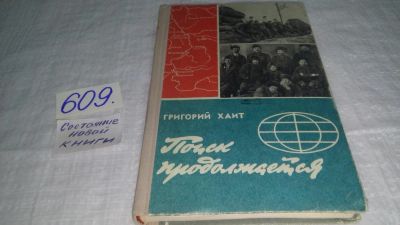 609.
Состояние
новой
книги
ГРИГОРИЙ ХАИТ
Поиск
продолжается